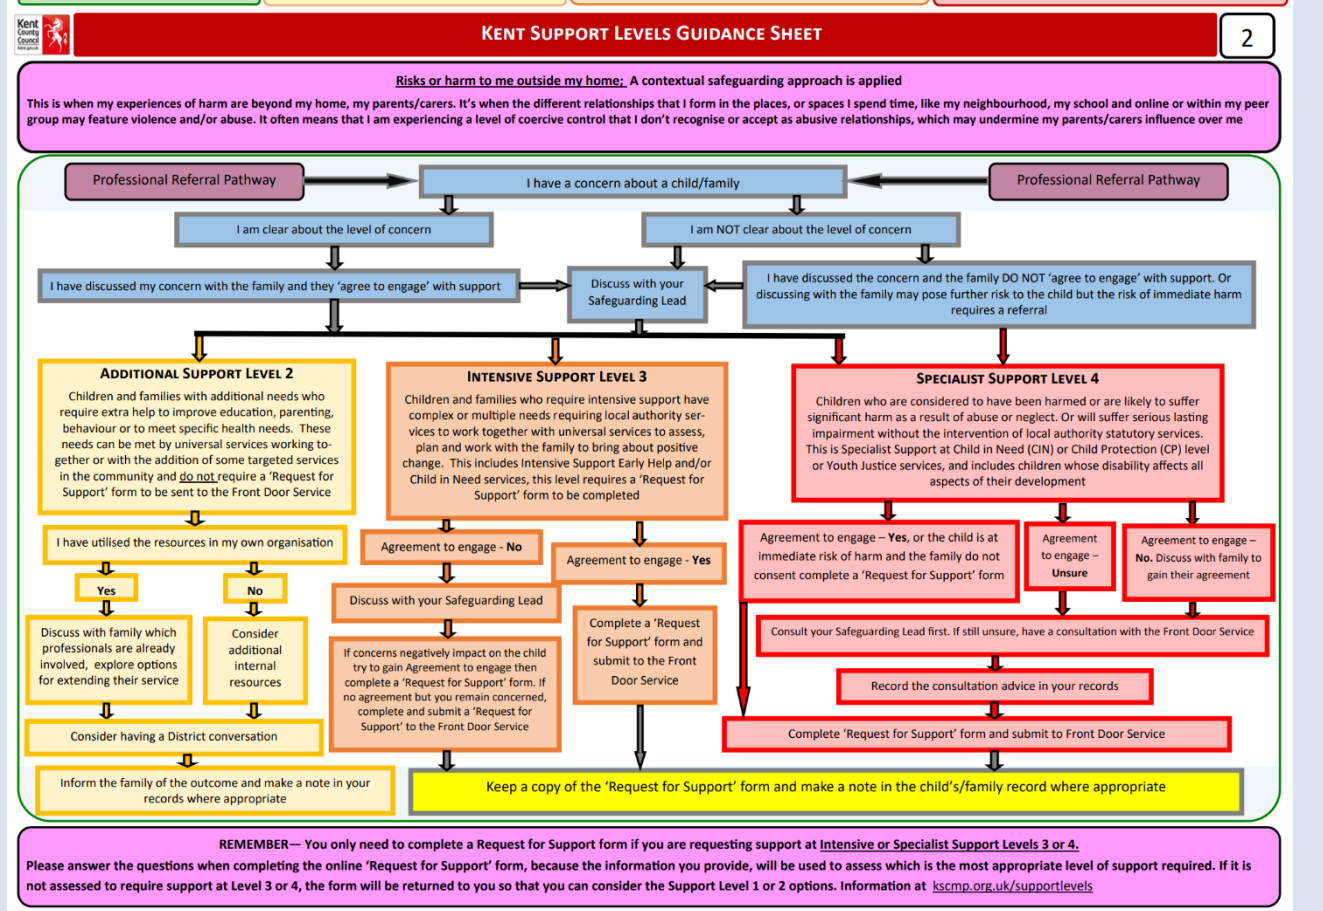 Kent
County
Council
kent.gov.uk
KENT SUPPORT LEVELS GUIDANCE SHEET
2
Risks or harm to me outside my home; A contextual safeguarding approach is applied
This is when my experiences of harm are beyond my home, my parents/carers. It's when the different relationships that I form in the places, or spaces I spend time, like my neighbourhood, my school and online or within my peer
group may feature violence and/or abuse. It often means that I am experiencing a level of coercive control that I don't recognise or accept as abusive relationships, which may undermine my parents/carers influence over me
Professional Referral Pathway
I have a concern about a child/family
Professional Referral Pathway
I am clear about the level of concern
I am NOT clear about the level of concern
I have discussed my concern with the family and they 'agree to engage' with support
Discuss with your
Safeguarding Lead
I have discussed the concern and the family DO NOT 'agree to engage' with support. Or
discussing with the family may pose further risk to the child but the risk of immediate harm
requires a referral
ADDITIONAL SUPPORT LEVEL 2
Children and families with additional needs who
require extra help to improve education, parenting,
behaviour or to meet specific health needs. These
needs can be met by universal services working to-
gether or with the addition of some targeted services
in the community and do not require a 'Request for
Support' form to be sent to the Front Door Service
INTENSIVE SUPPORT LEVEL 3
Children and families who require intensive support have
complex or multiple needs requiring local authority ser-
vices to work together with universal services to assess,
plan and work with the family to bring about positive
change. This includes Intensive Support Early Help and/or
Child in Need services, this level requires a 'Request for
Support' form to be completed
SPECIALIST SUPPORT LEVEL 4
Children who are considered to have been harmed or are likely to suffer
significant harm as a result of abuse or neglect. Or will suffer serious lasting
impairment without the intervention of local authority statutory services.
This is Specialist Support at Child in Need (CIN) or Child Protection (CP) level
or Youth Justice services, and includes children whose disability affects all
aspects of their development
I have utilised the resources in my own organisation
Yes
No
Discuss with family which
professionals are already
involved, explore options
for extending their service
Consider
additional
internal
resources
Consider having a District conversation
Inform the family of the outcome and make a note in your
records where appropriate
Agreement to engage - No
Agreement to engage - Yes
Discuss with your Safeguarding Lead
If concerns negatively impact on the child
try to gain Agreement to engage then
complete a 'Request for Support' form. If
no agreement but you remain concerned,
complete and submit a 'Request for
Support' to the Front Door Service
Complete a 'Request
for Support' form and
submit to the Front
Door Service
Agreement to engage – Yes, or the child is at
immediate risk of harm and the family do not
consent complete a 'Request for Support' form
Agreement
to engage –
Unsure
Agreement to engage –
No. Discuss with family to
gain their agreement
Consult your Safeguarding Lead first. If still unsure, have a consultation with the Front Door Service
Record the consultation advice in your records
Complete 'Request for Support' form and submit to Front Door Service
Keep a copy of the 'Request for Support' form and make a note in the child's/family record where appropriate
REMEMBER— You only need to complete a Request for Support form if you are requesting support at Intensive or Specialist Support Levels 3 or 4.
Please answer the questions when completing the online 'Request for Support' form, because the information you provide, will be used to assess which is the most appropriate level of support required. If it is
not assessed to require support at Level 3 or 4, the form will be returned to you so that you can consider the Support Level 1 or 2 options. Information at kscmp.org.uk/supportlevels